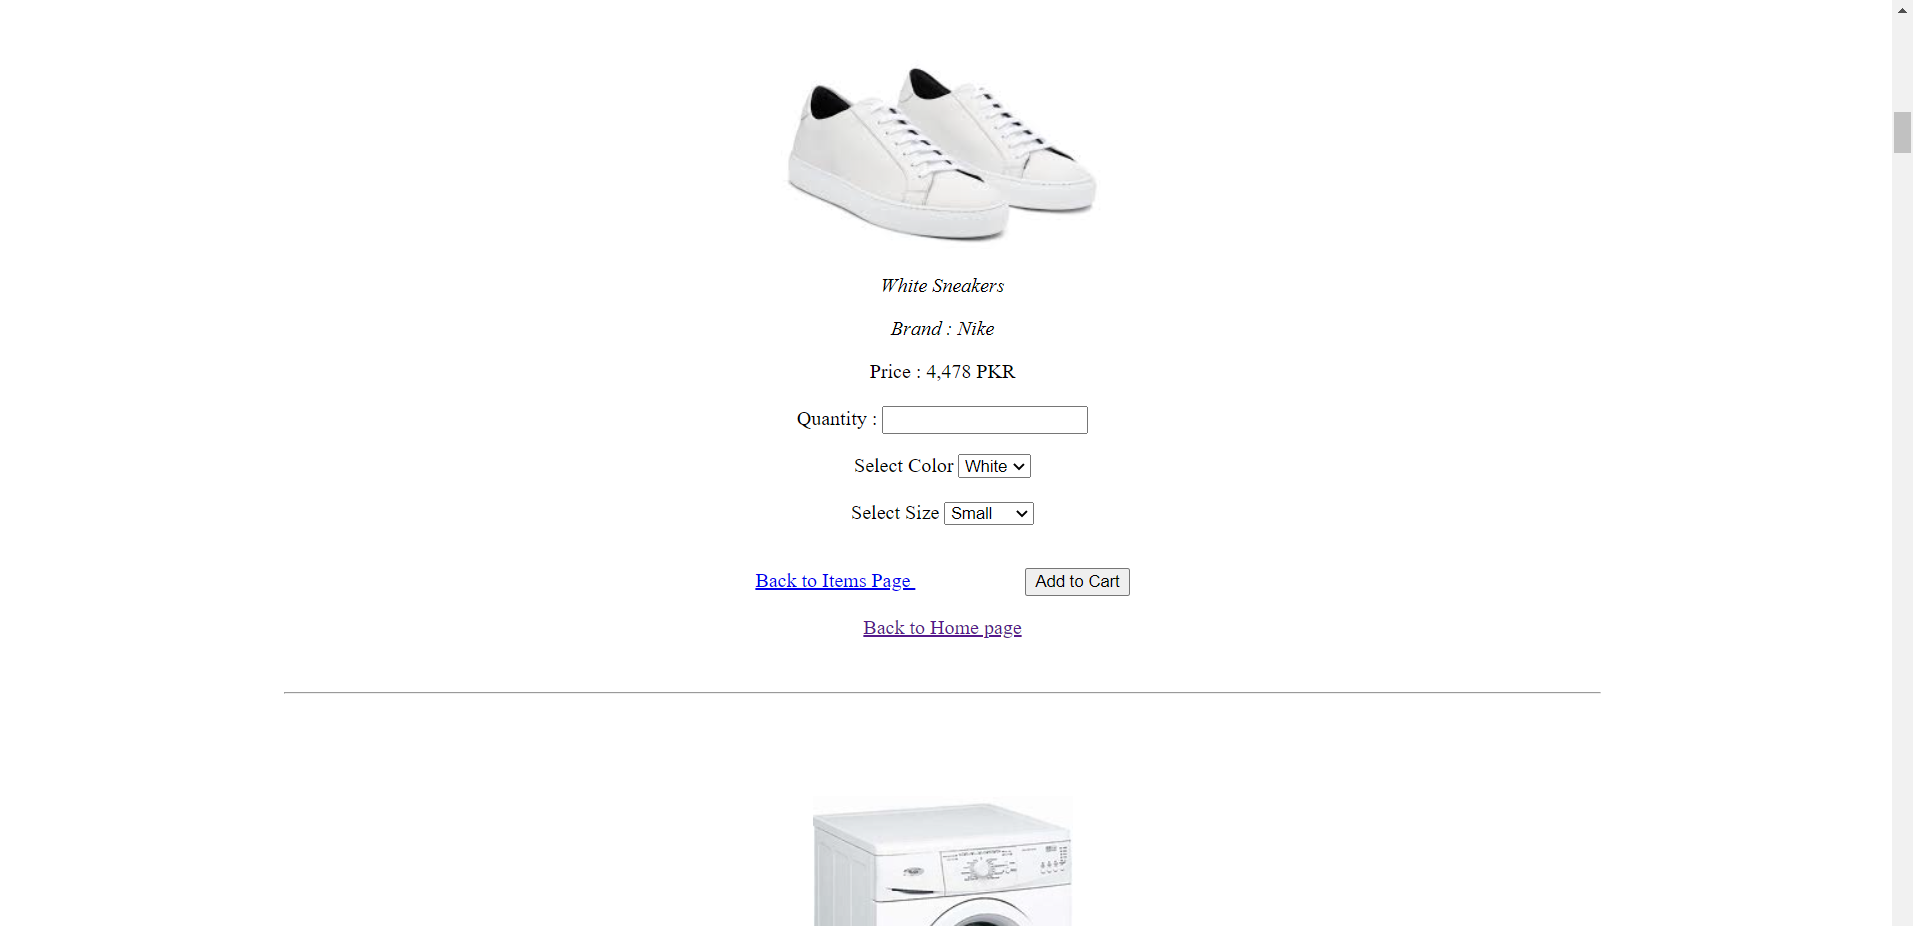 White Sneakers
Brand : Nike
Price : 4,478 PKR
Quantity :
Select Color White
Select Size Small
Back to Items Page Add to Cart
Back to Home page